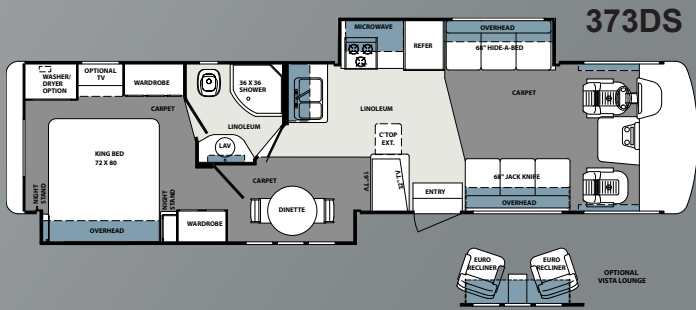 373DS
MICROWAVE
REFER
OVERHEAD
68" HIDE-A-BED
WASHER/
DRYER
OPTION
OPTIONAL
TV
WARDROBE
36 X 36
SHOWER
CARPET
LINOLEUM
LINOLEUM
CARPET
LAV
C'TOP
EXT.
KING BED
72 X 80
CARPET
19" T.V.
32" T.V.
68" JACK KNIFE
OVERHEAD
ENTRY
NIGHT
STAND
NIGHT
STAND
DINETTE
WARDROBE
OVERHEAD
EURO
RECLINER
EURO
RECLINER
OPTIONAL
VISTA LOUNGE